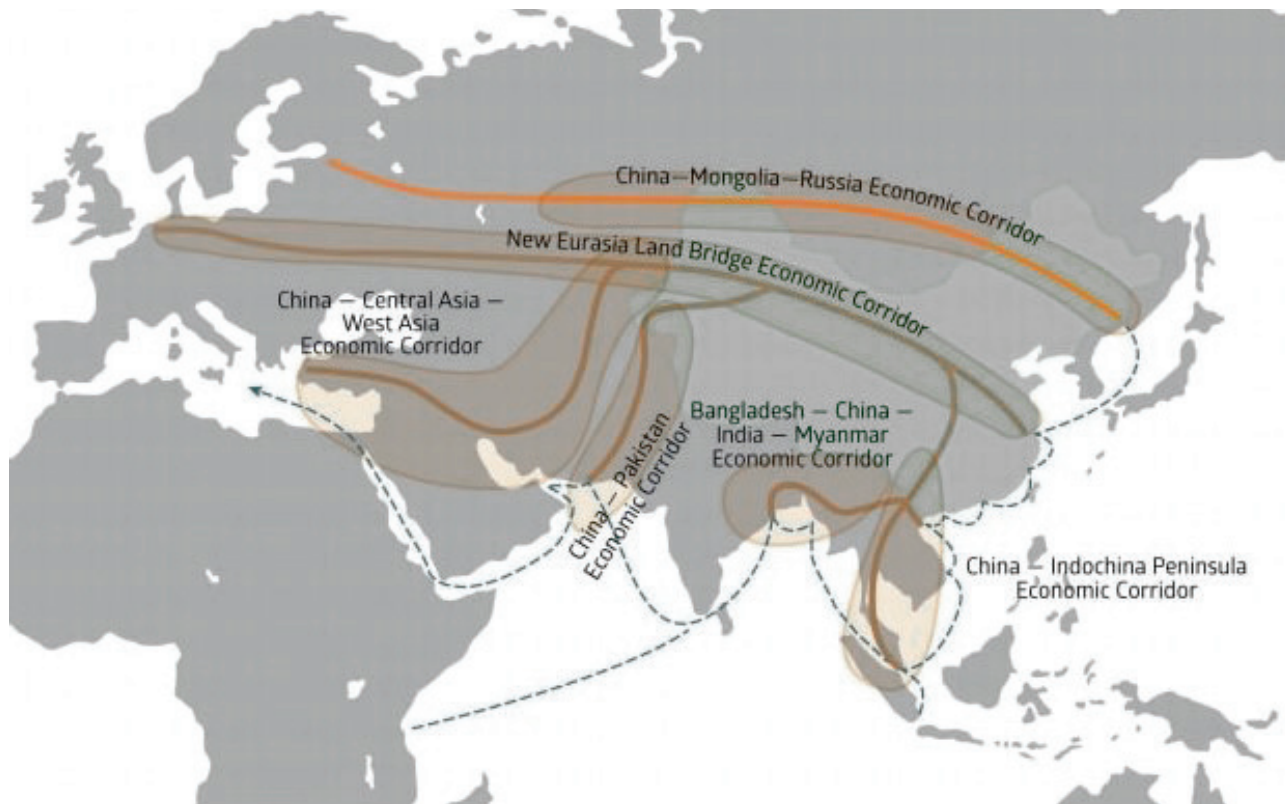 China—Mongolia—Russia Economic Corridor
New Eurasia Land Bridge Economic Corridor
China — Central Asia —
West Asia
Economic Corridor
China — Pakistan
Economic Corridor
Bangladesh — China —
India — Myanmar
Economic Corridor
China — Indochina Peninsula
Economic Corridor